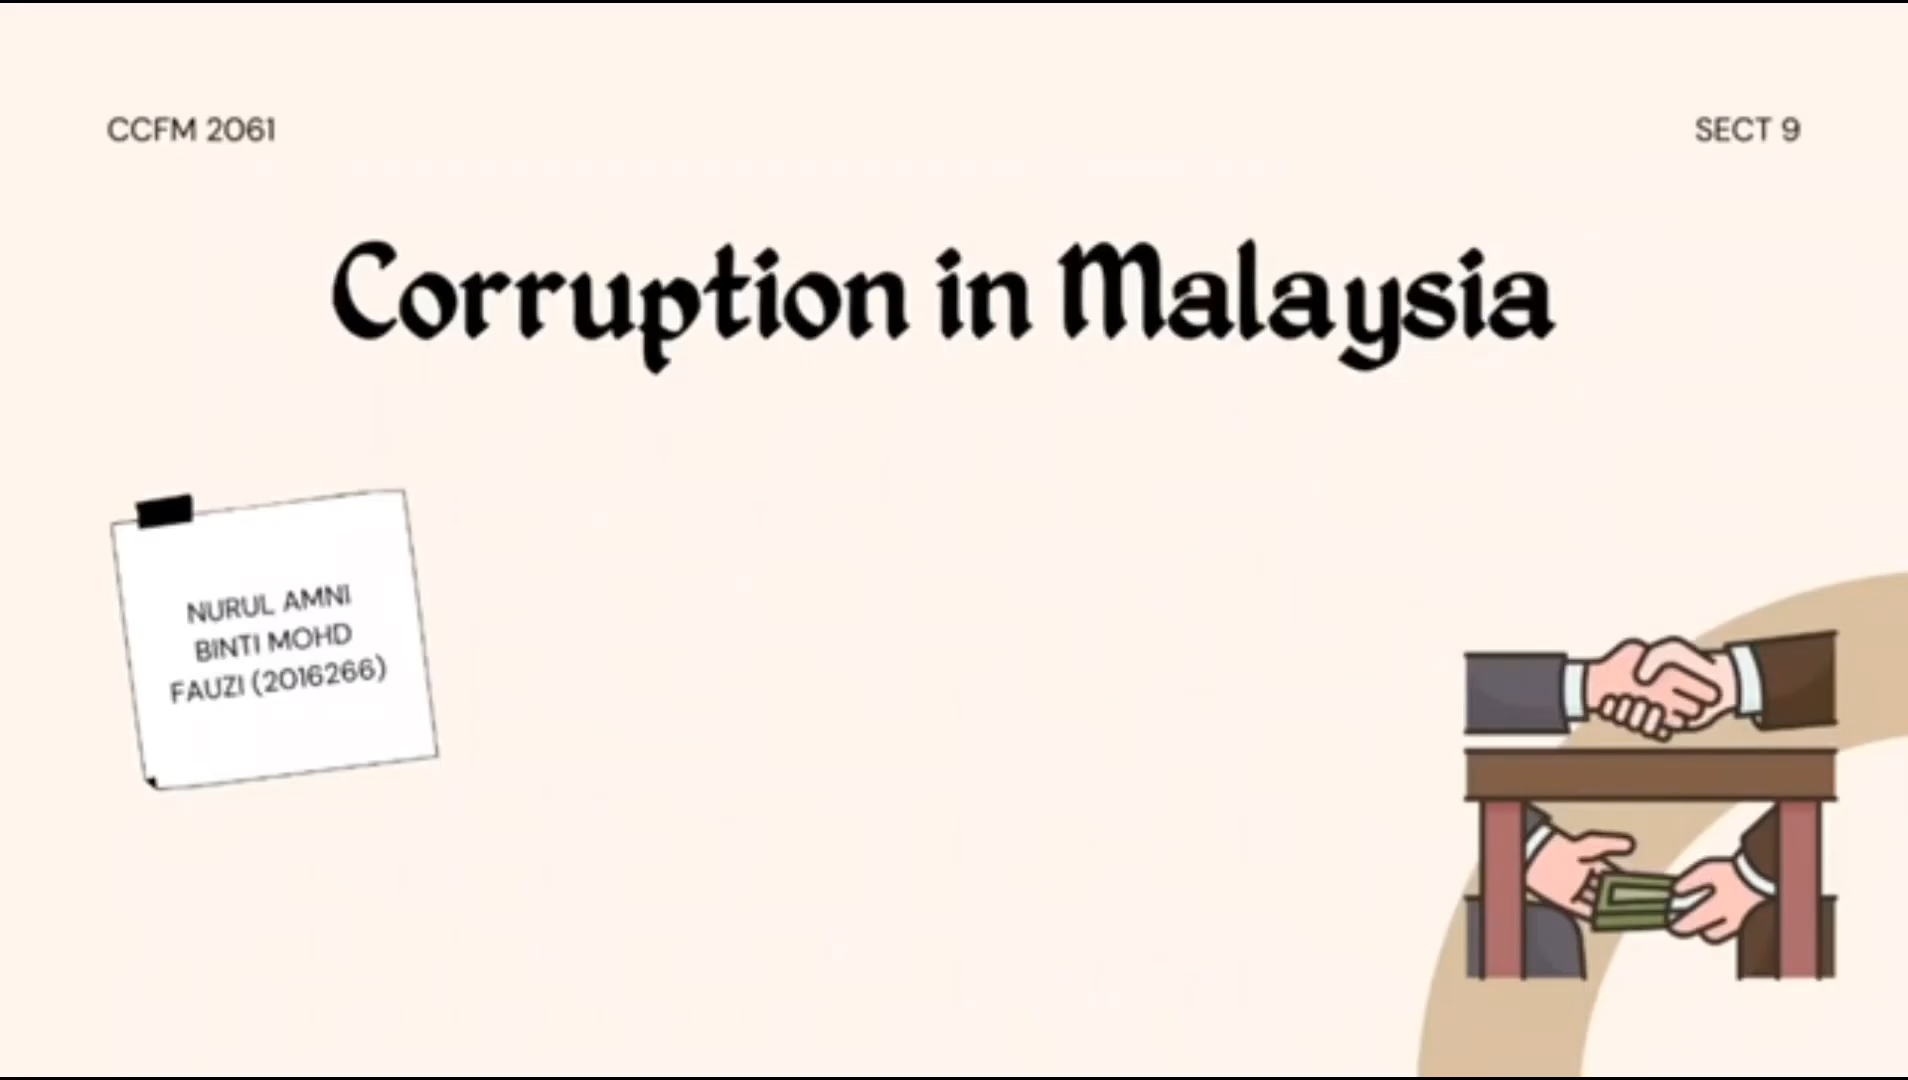 CCFM 2061
SECT 9
Corruption in Malaysia
NURUL AMNI
BINTI MOHD
FAUZI (2016266)